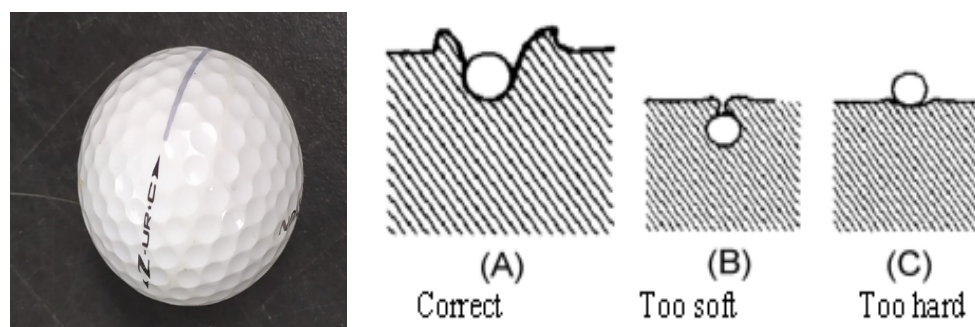 Z-UR-C
(A)
Correct
(B)
Too soft
(C)
Too hard